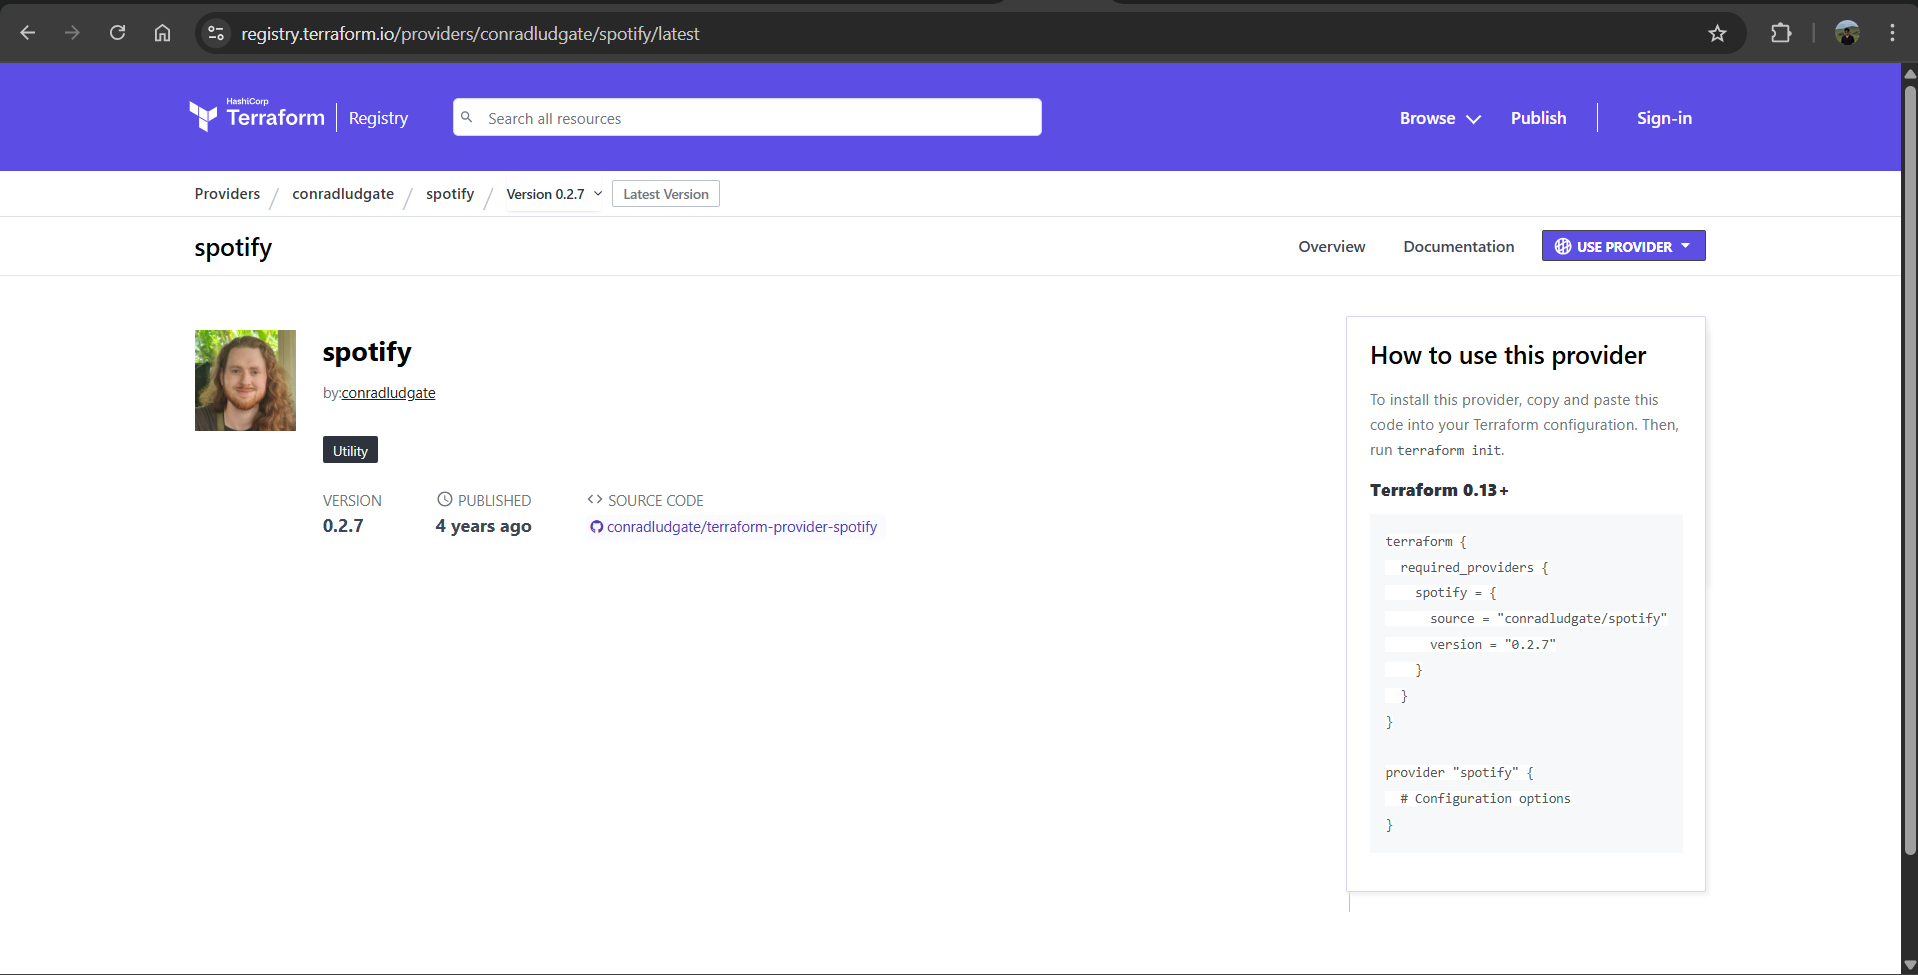 registry.terraform.io/providers/conradludgate/spotify/latest
HashiCorp
Terraform
Registry
Search all resources
Browse
Publish
Sign-in
Providers / conradludgate / spotify / Version 0.2.7
Latest Version
spotify
Overview
Documentation
USE PROVIDER
spotify
by:conradludgate
Utility
VERSION
0.2.7
PUBLISHED
4 years ago
SOURCE CODE
conradludgate/terraform-provider-spotify
How to use this provider
To install this provider, copy and paste this
code into your Terraform configuration. Then,
run terraform init.
Terraform 0.13+
terraform {
  required_providers {
    spotify = {
      source = "conradludgate/spotify"
      version = "0.2.7"
    }
  }
}
provider "spotify" {
  # Configuration options
}